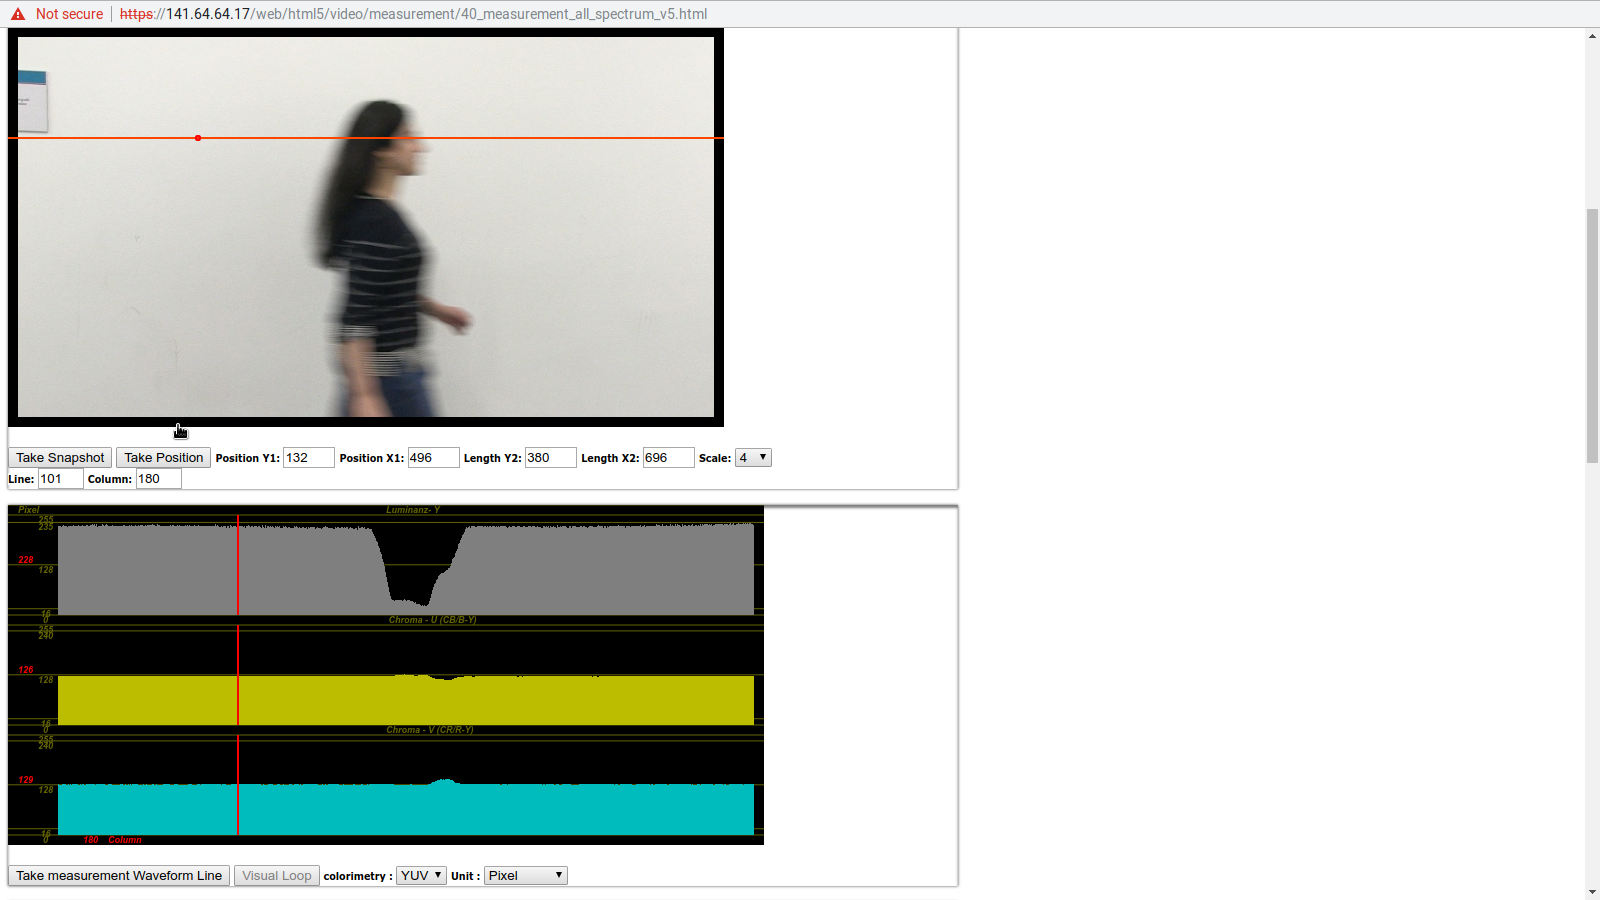 Not secure https://141.64.64.17/web/html5/video/measurement/40_measurement_all_spectrum_v5.html
Take Snapshot Take Position Position Y1: 132 Position X1: 496 Length Y2: 380 Length X2: 696 Scale: 4
Line: 101 Column: 180
Pixel Luminanz- Y
255
235
228
128
16
0
Chroma - U (CB/B-Y)
255
240
126
128
16
0
Chroma - V (CR/R-Y)
255
240
129
128
16
0
180 Column
Take measurement Waveform Line Visual Loop colorimetry : YUV Unit : Pixel